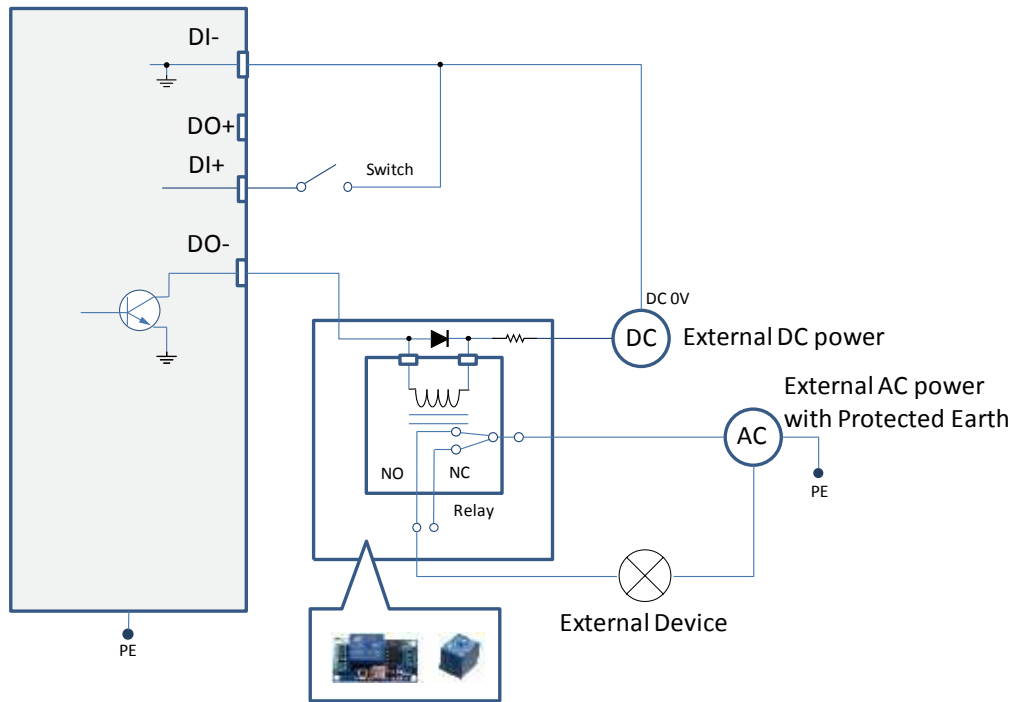 DI-
DO+
DI+
Switch
DO-
DC 0V
DC
External DC power
External AC power
with Protected Earth
AC
NO
NC
PE
Relay
External Device
PE